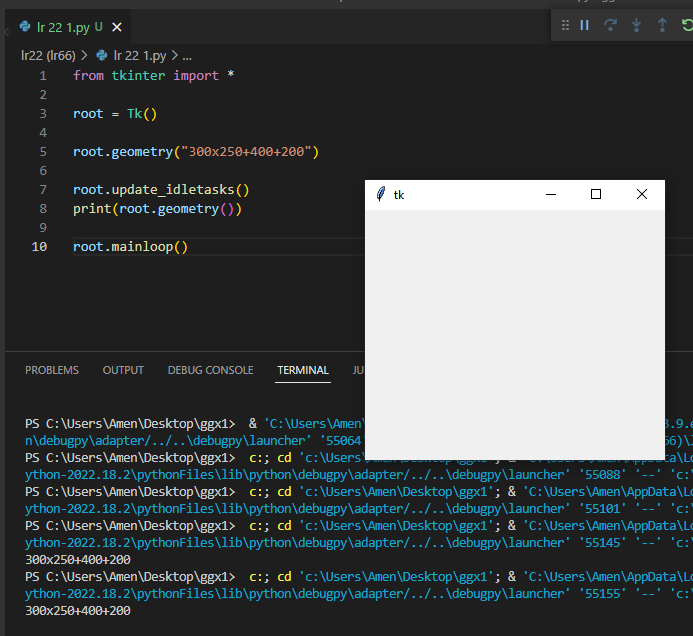 lr 22 1.py U
lr22 (lr66) > lr 22 1.py > ...
1 from tkinter import *
2
3 root = Tk()
4
5 root.geometry("300x250+400+200")
6
7 root.update_idletasks()
8 print(root.geometry())
9
10 root.mainloop()
tk
PROBLEMS OUTPUT DEBUG CONSOLE TERMINAL JU
PS C:\Users\Amen\Desktop\ggx1> & 'C:\Users\Amen\ 3.9.e
n\debugpy\adapter/../..\debugpy\launcher' '55064' 66)\l
PS C:\Users\Amen\Desktop\ggx1> c:; cd 'c:\Users\Amen\Desktop\ggx1'; & 'C:\Users\Amen\AppData\Lo
ython-2022.18.2\pythonFiles\lib\python\debugpy\adapter/../..\debugpy\launcher' '55088' '--' 'c:\
PS C:\Users\Amen\Desktop\ggx1> c:; cd 'c:\Users\Amen\Desktop\ggx1'; & 'C:\Users\Amen\AppData\Lo
ython-2022.18.2\pythonFiles\lib\python\debugpy\adapter/../..\debugpy\launcher' '55101' '--' 'c:\
PS C:\Users\Amen\Desktop\ggx1> c:; cd 'c:\Users\Amen\Desktop\ggx1'; & 'C:\Users\Amen\AppData\Lo
ython-2022.18.2\pythonFiles\lib\python\debugpy\adapter/../..\debugpy\launcher' '55145' '--' 'c:\
300x250+400+200
PS C:\Users\Amen\Desktop\ggx1> c:; cd 'c:\Users\Amen\Desktop\ggx1'; & 'C:\Users\Amen\AppData\Lo
ython-2022.18.2\pythonFiles\lib\python\debugpy\adapter/../..\debugpy\launcher' '55155' '--' 'c:\
300x250+400+200